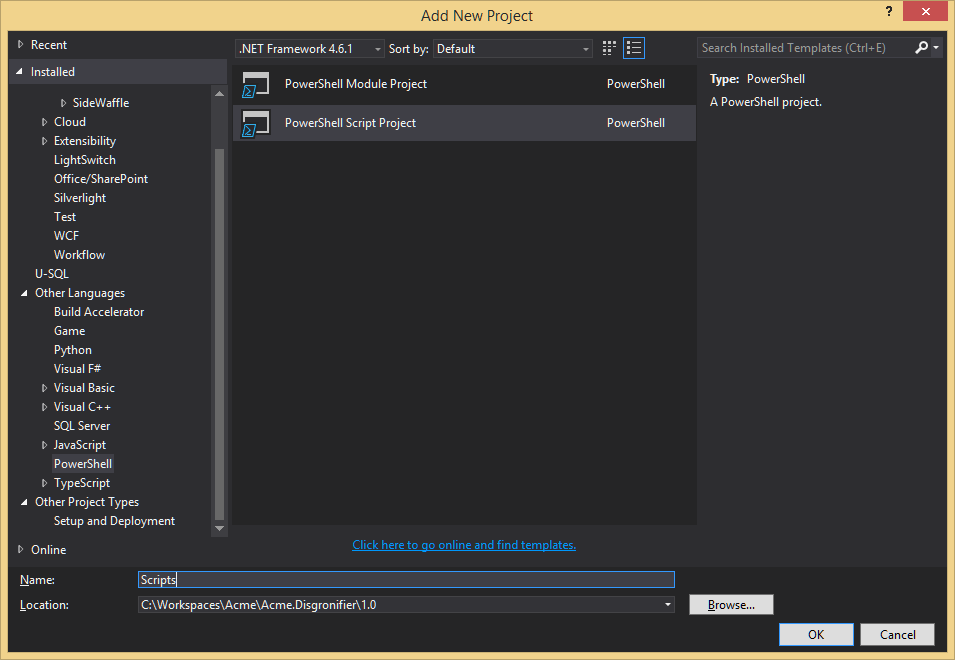 Add New Project
?
Recent
Installed
SideWaffle
Cloud
Extensibility
LightSwitch
Office/SharePoint
Silverlight
Test
WCF
Workflow
U-SQL
Other Languages
Build Accelerator
Game
Python
Visual F#
Visual Basic
Visual C++
SQL Server
JavaScript
PowerShell
TypeScript
Other Project Types
Setup and Deployment
Online
.NET Framework 4.6.1 Sort by: Default
PowerShell Module Project PowerShell
PowerShell Script Project PowerShell
Click here to go online and find templates.
Search Installed Templates (Ctrl+E)
Type: PowerShell
A PowerShell project.
Name: Scripts
Location: C:\Workspaces\Acme\Acme.Disgronifier\1.0 Browse...
OK Cancel